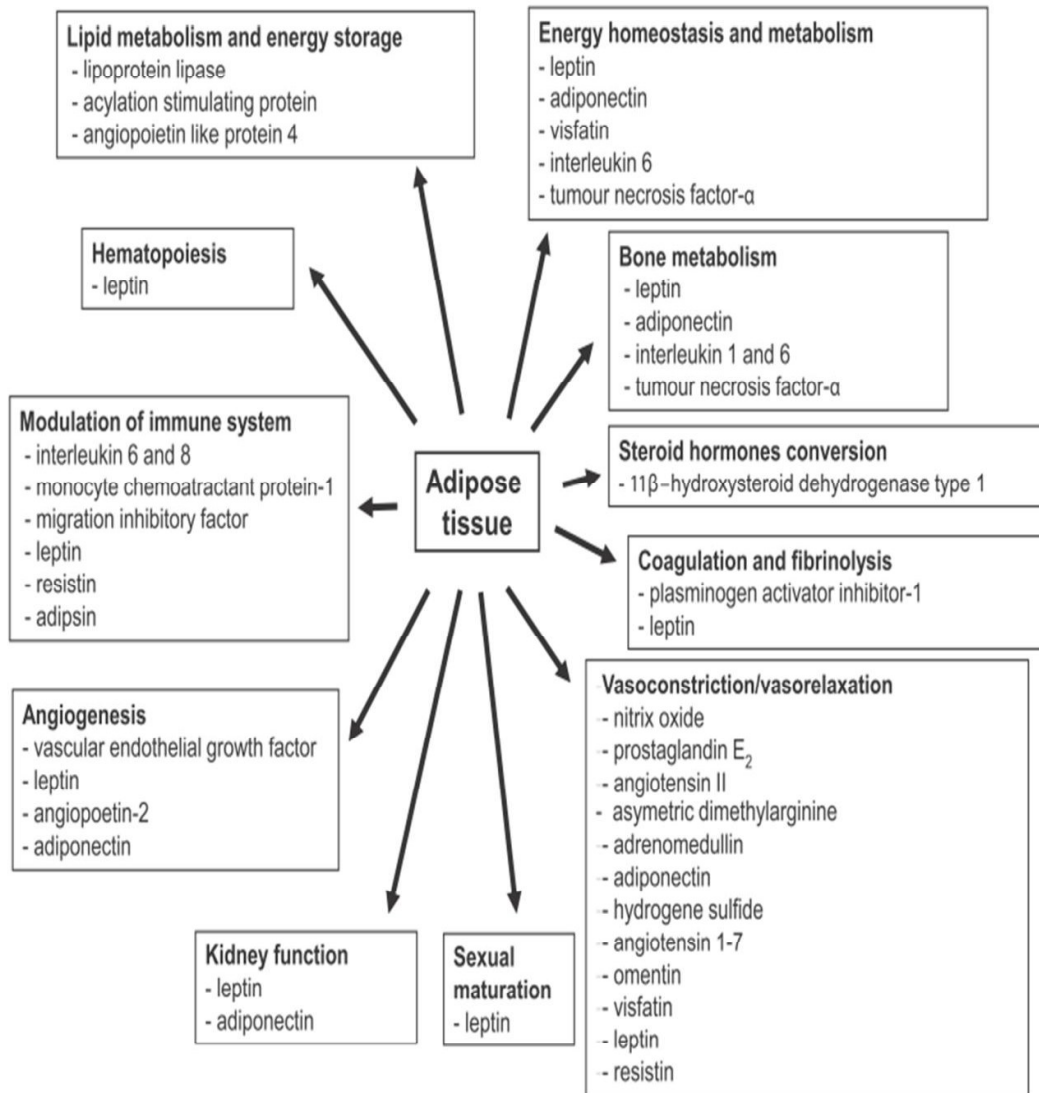 Lipid metabolism and energy storage
- lipoprotein lipase
- acylation stimulating protein
- angiopoietin like protein 4
Energy homeostasis and metabolism
- leptin
- adiponectin
- visfatin
- interleukin 6
- tumour necrosis factor-α
Hematopoiesis
- leptin
Bone metabolism
- leptin
- adiponectin
- interleukin 1 and 6
- tumour necrosis factor-α
Modulation of immune system
- interleukin 6 and 8
- monocyte chemoatractant protein-1
- migration inhibitory factor
- leptin
- resistin
- adipsin
Adipose
tissue
Steroid hormones conversion
- 11β–hydroxysteroid dehydrogenase type 1
Coagulation and fibrinolysis
- plasminogen activator inhibitor-1
- leptin
Angiogenesis
- vascular endothelial growth factor
- leptin
- angiopoetin-2
- adiponectin
Vasoconstriction/vasorelaxation
- nitrix oxide
- prostaglandin E₂
- angiotensin II
- asymetric dimethylarginine
- adrenomedullin
- adiponectin
- hydrogene sulfide
- angiotensin 1-7
- omentin
- visfatin
- leptin
- resistin
Kidney function
- leptin
- adiponectin
Sexual
maturation
- leptin